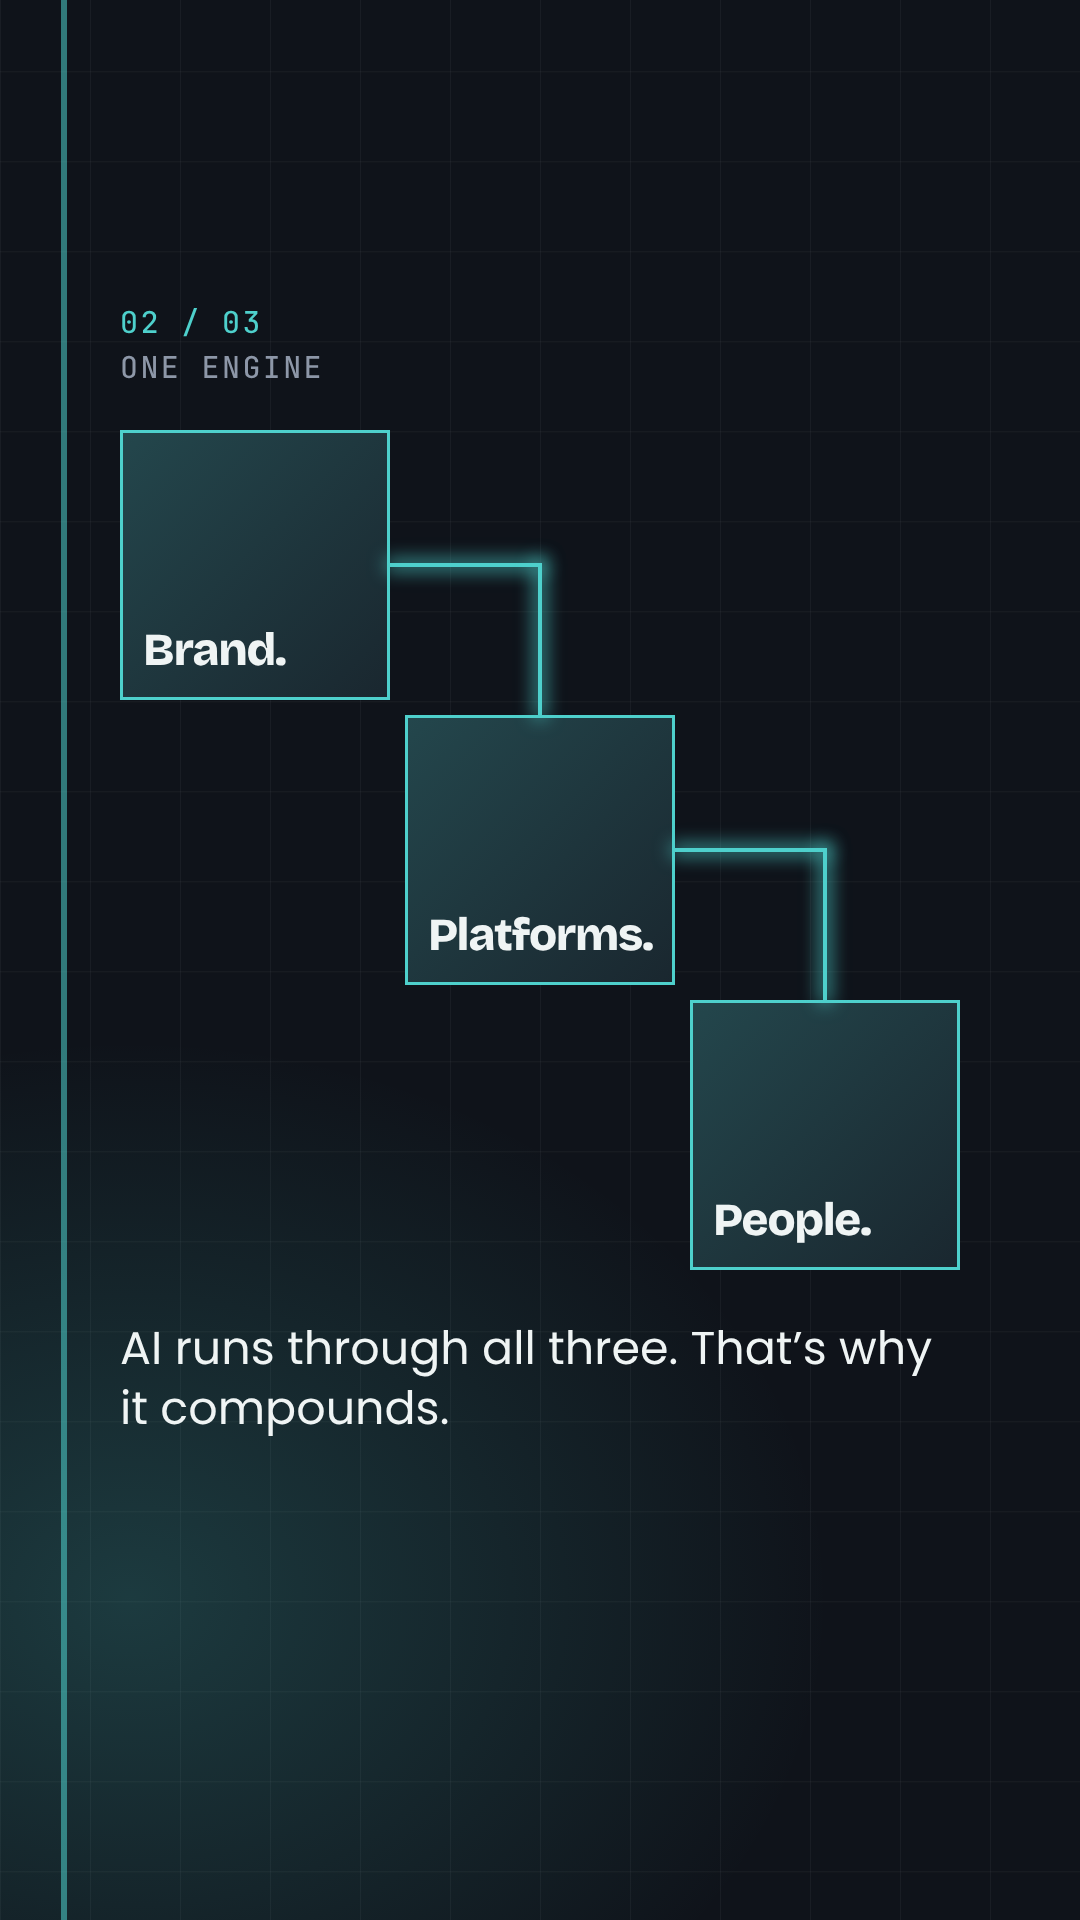 02 / 03
ONE ENGINE
Brand.
Platforms.
People.
AI runs through all three. That’s why
it compounds.